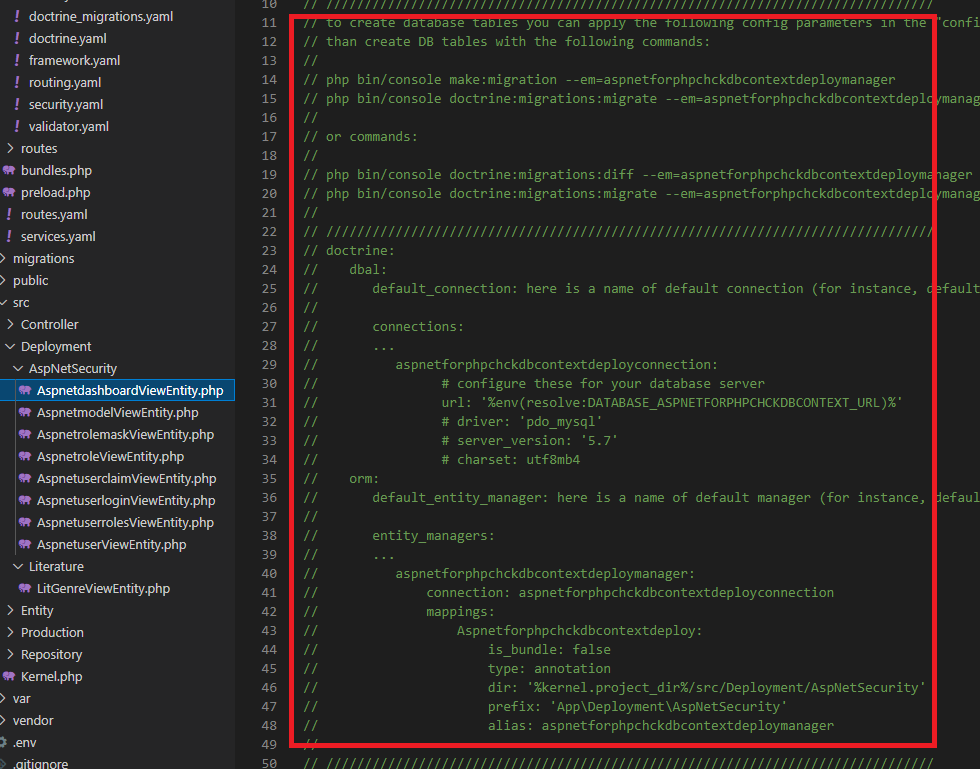 doctrine_migrations.yaml
doctrine.yaml
framework.yaml
routing.yaml
security.yaml
validator.yaml
routes
bundles.php
preload.php
routes.yaml
services.yaml
migrations
public
src
Controller
Deployment
AspNetSecurity
AspnetdashboardViewEntity.php
AspnetmodelViewEntity.php
AspnetrolemaskViewEntity.php
AspnetroleViewEntity.php
AspnetuserclaimViewEntity.php
AspnetuserloginViewEntity.php
AspnetuserrolesViewEntity.php
AspnetuserViewEntity.php
Literature
LitGenreViewEntity.php
Entity
Production
Repository
Kernel.php
var
vendor
.env
.gitignore
10 // ///////////////////////////////////////////////////////////////////////////////
11 // to create database tables you can apply the following config parameters in the 'confi
12 // than create DB tables with the following commands:
13 //
14 // php bin/console make:migration --em=aspnetforphpchckdbcontextdeploymanager
15 // php bin/console doctrine:migrations:migrate --em=aspnetforphpchckdbcontextdeploymanag
16 //
17 // or commands:
18 //
19 // php bin/console doctrine:migrations:diff --em=aspnetforphpchckdbcontextdeploymanager
20 // php bin/console doctrine:migrations:migrate --em=aspnetforphpchckdbcontextdeploymanag
21 //
22 // ///////////////////////////////////////////////////////////////////////////////
23 // doctrine:
24 // dbal:
25 // default_connection: here is a name of default connection (for instance, default
26 //
27 // connections:
28 // ...
29 // aspnetforphpchckdbcontextdeployconnection:
30 // # configure these for your database server
31 // url: '%env(resolve:DATABASE_ASPNETFORPHPCHCKDBCONTEXT_URL)%'
32 // # driver: 'pdo_mysql'
33 // # server_version: '5.7'
34 // # charset: utf8mb4
35 // orm:
36 // default_entity_manager: here is a name of default manager (for instance, defaul
37 //
38 // entity_managers:
39 // ...
40 // aspnetforphpchckdbcontextdeploymanager:
41 // connection: aspnetforphpchckdbcontextdeployconnection
42 // mappings:
43 // Aspnetforphpchckdbcontextdeploy:
44 // is_bundle: false
45 // type: annotation
46 // dir: '%kernel.project_dir%/src/Deployment/AspNetSecurity'
47 // prefix: 'App\Deployment\AspNetSecurity'
48 // alias: aspnetforphpchckdbcontextdeploymanager
49 //
50 // ///////////////////////////////////////////////////////////////////////////////